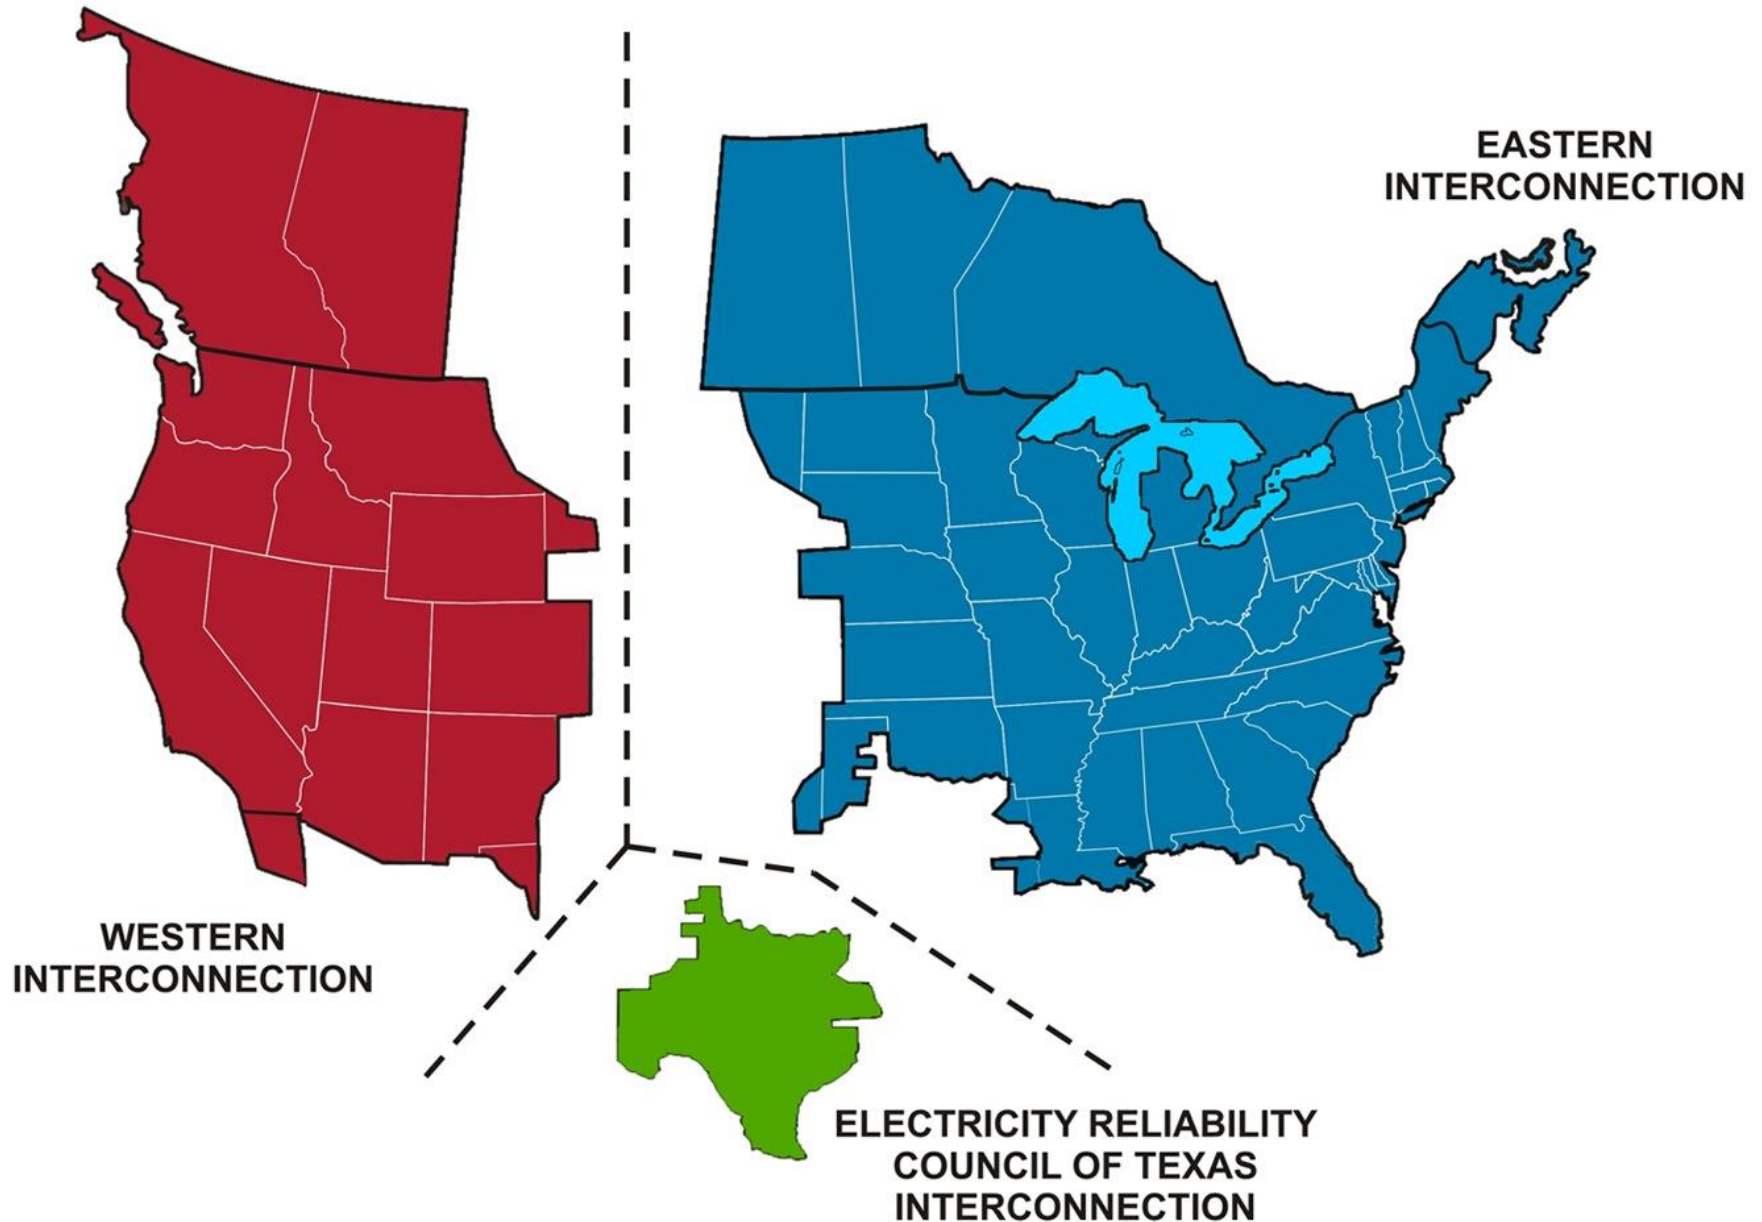 EASTERN
INTERCONNECTION
WESTERN
INTERCONNECTION
ELECTRICITY RELIABILITY
COUNCIL OF TEXAS
INTERCONNECTION